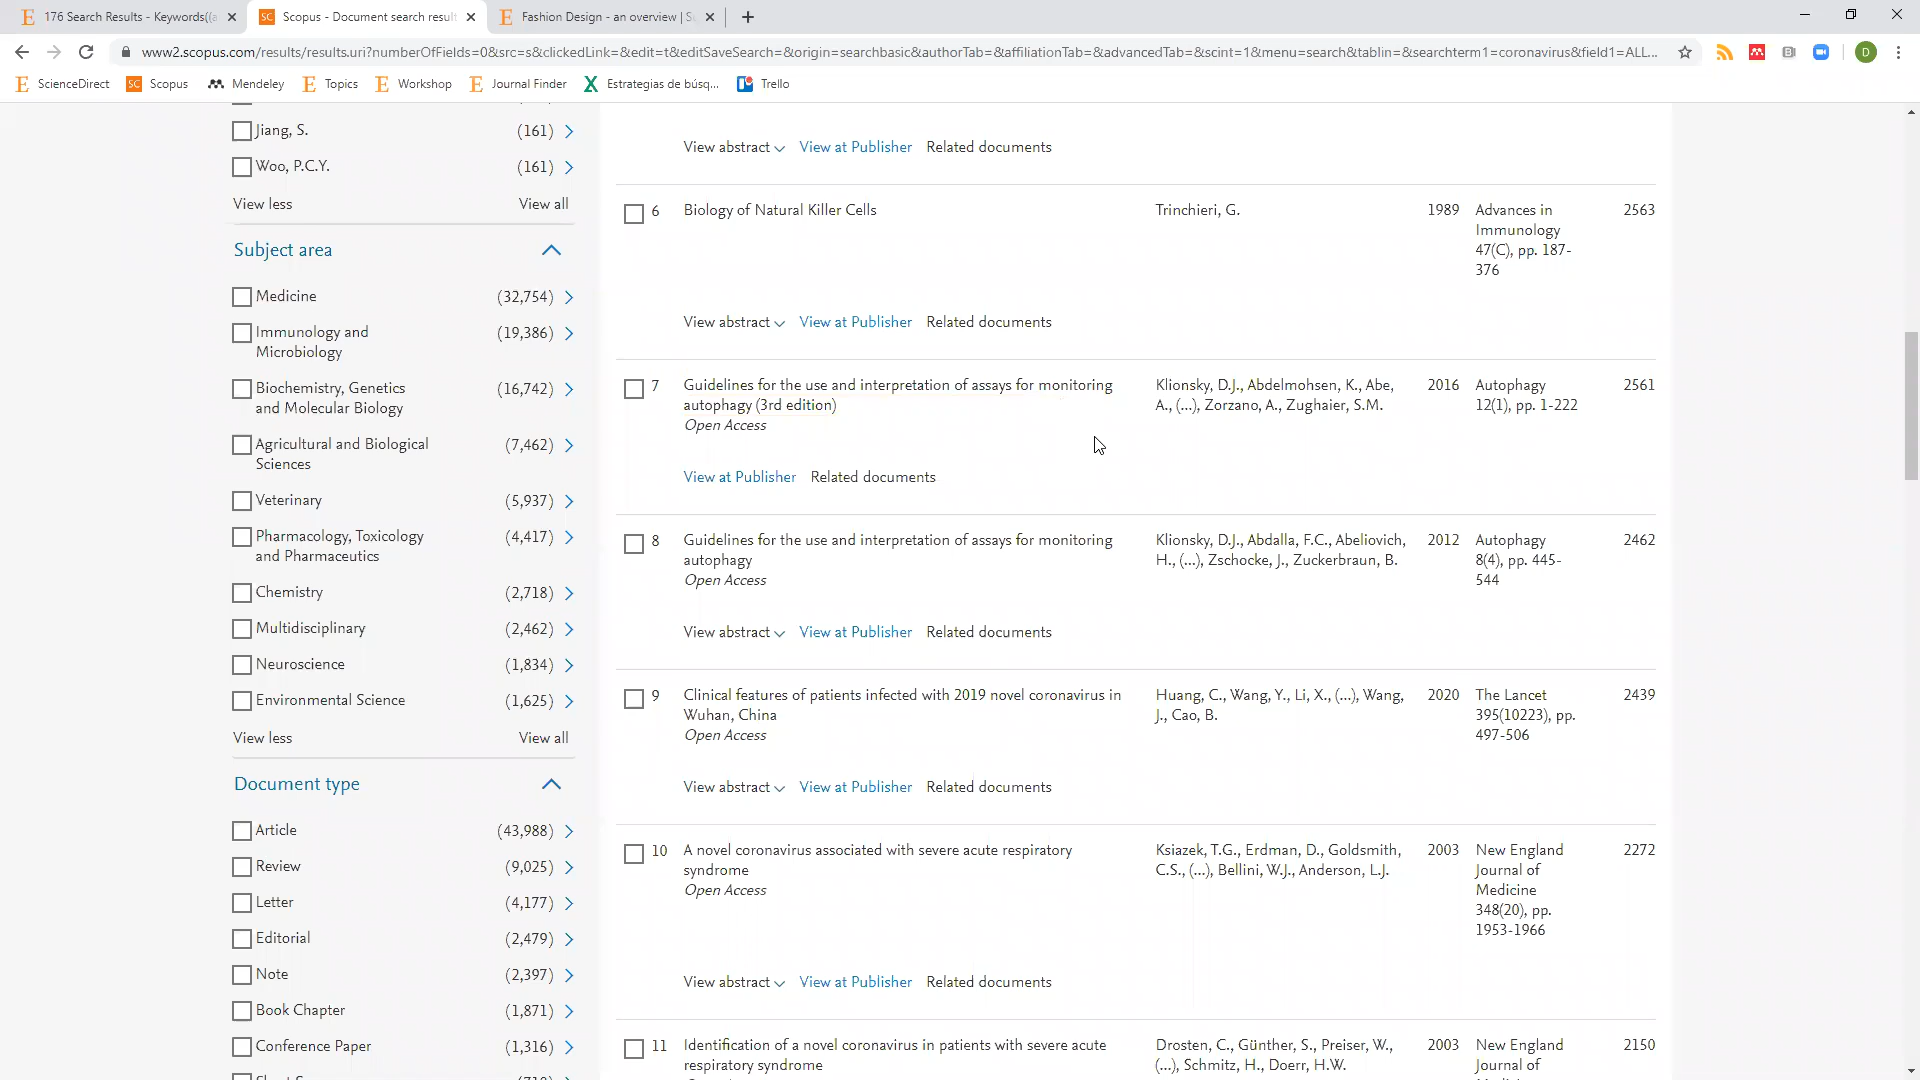 176 Search Results - Keywords((a
Scopus - Document search result
Fashion Design - an overview | S
www2.scopus.com/results/results.uri?numberOfFields=0&src=s&clickedLink=&edit=t&editSaveSearch=&origin=searchbasic&authorTab=&affiliationTab=&advancedTab=&scint=1&menu=search&tablin=&searchterm1=coronavirus&field1=ALL...
D
ScienceDirect
SC Scopus
Mendeley
Topics
Workshop
Journal Finder
Estrategias de búsq...
Trello
Jiang, S. (161)
Woo, P.C.Y. (161)
View less View all
Subject area
Medicine (32,754)
Immunology and (19,386)
Microbiology
Biochemistry, Genetics (16,742)
and Molecular Biology
Agricultural and Biological (7,462)
Sciences
Veterinary (5,937)
Pharmacology, Toxicology (4,417)
and Pharmaceutics
Chemistry (2,718)
Multidisciplinary (2,462)
Neuroscience (1,834)
Environmental Science (1,625)
View less View all
Document type
Article (43,988)
Review (9,025)
Letter (4,177)
Editorial (2,479)
Note (2,397)
Book Chapter (1,871)
Conference Paper (1,316)
View abstract View at Publisher Related documents
6 Biology of Natural Killer Cells Trinchieri, G. 1989 Advances in 2563
Immunology
47(C), pp. 187-
376
View abstract View at Publisher Related documents
7 Guidelines for the use and interpretation of assays for monitoring Klionsky, D.J., Abdelmohsen, K., Abe, 2016 Autophagy 2561
autophagy (3rd edition) A., (...), Zorzano, A., Zughaier, S.M. 12(1), pp. 1-222
Open Access
View at Publisher Related documents
8 Guidelines for the use and interpretation of assays for monitoring Klionsky, D.J., Abdalla, F.C., Abeliovich, 2012 Autophagy 2462
autophagy H., (...), Zschocke, J., Zuckerbraun, B. 8(4), pp. 445-
Open Access 544
View abstract View at Publisher Related documents
9 Clinical features of patients infected with 2019 novel coronavirus in Huang, C., Wang, Y., Li, X., (...), Wang, 2020 The Lancet 2439
Wuhan, China J., Cao, B. 395(10223), pp.
Open Access 497-506
View abstract View at Publisher Related documents
10 A novel coronavirus associated with severe acute respiratory Ksiazek, T.G., Erdman, D., Goldsmith, 2003 New England 2272
syndrome C.S., (...), Bellini, W.J., Anderson, L.J. Journal of
Open Access Medicine
348(20), pp.
1953-1966
View abstract View at Publisher Related documents
11 Identification of a novel coronavirus in patients with severe acute Drosten, C., Günther, S., Preiser, W., 2003 New England 2150
respiratory syndrome (...), Schmitz, H., Doerr, H.W. Journal of